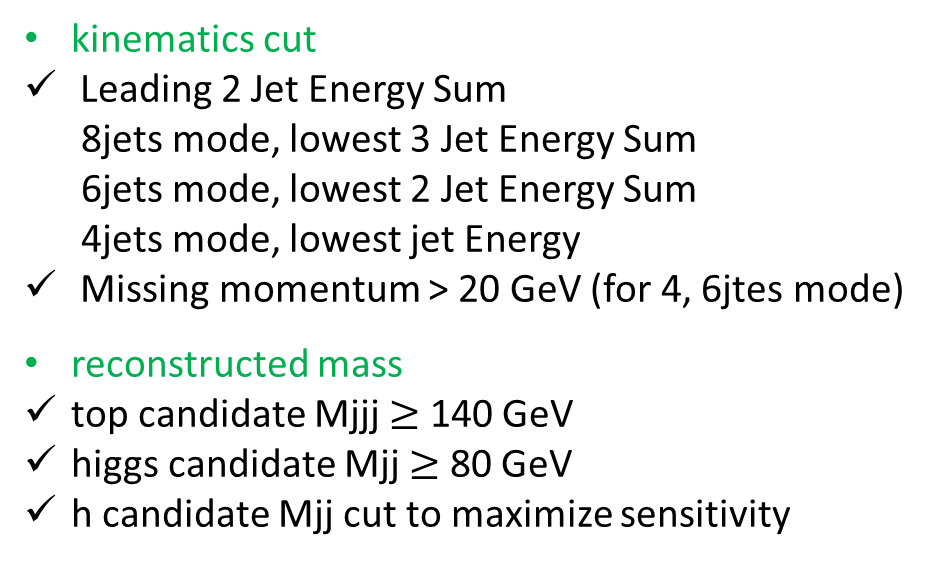 • kinematics cut
✓ Leading 2 Jet Energy Sum
8jets mode, lowest 3 Jet Energy Sum
6jets mode, lowest 2 Jet Energy Sum
4jets mode, lowest jet Energy
✓ Missing momentum > 20 GeV (for 4, 6jtes mode)
• reconstructed mass
✓ top candidate Mjjj ≥ 140 GeV
✓ higgs candidate Mjj ≥ 80 GeV
✓ h candidate Mjj cut to maximize sensitivity